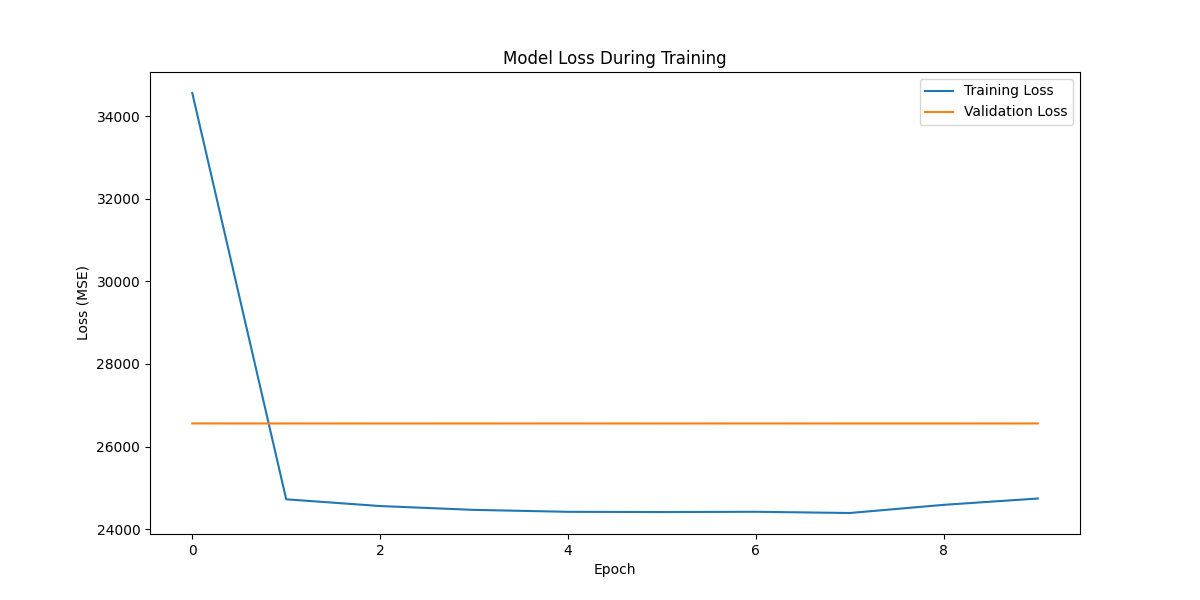 Model Loss During Training
Training Loss
Validation Loss
34000
32000
30000
28000
26000
24000
Loss (MSE)
0 2 4 6 8
Epoch